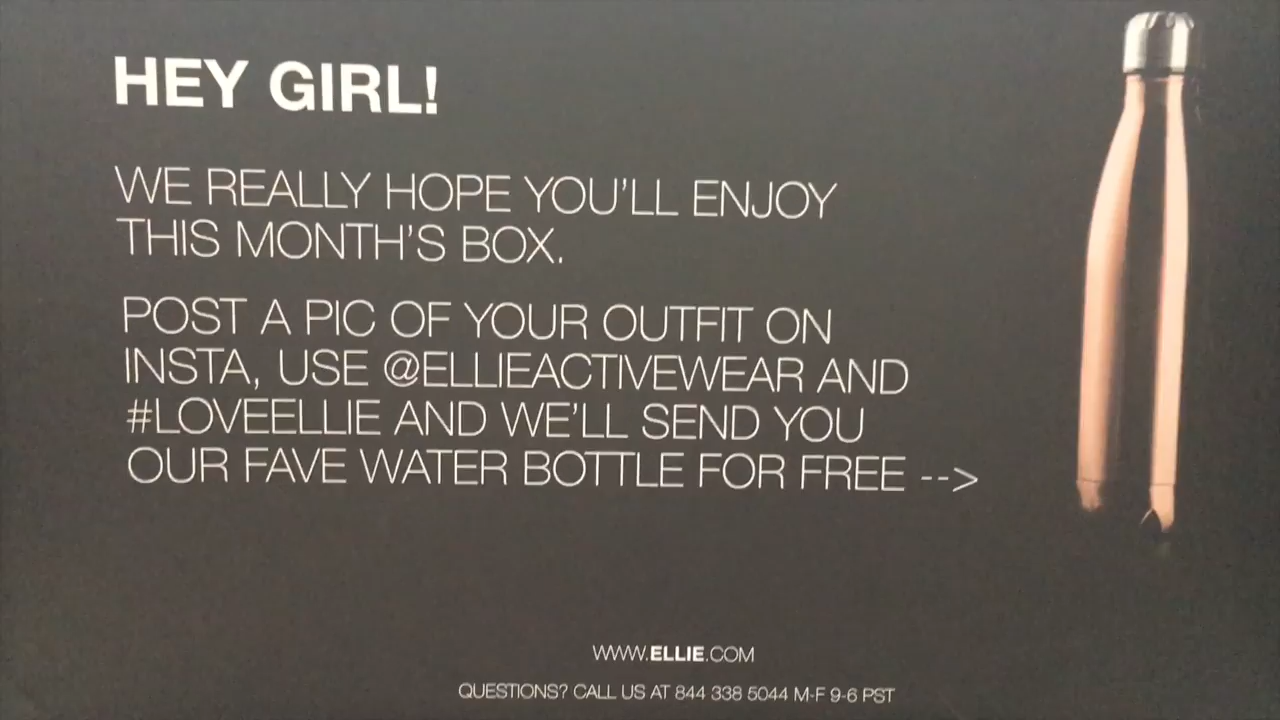 HEY GIRL!
WE REALLY HOPE YOU'LL ENJOY
THIS MONTH'S BOX.
POST A PIC OF YOUR OUTFIT ON
INSTA, USE @ELLIEACTIVEWEAR AND
#LOVEELLIE AND WE'LL SEND YOU
OUR FAVE WATER BOTTLE FOR FREE -->
WWW.ELLIE.COM
QUESTIONS? CALL US AT 844 338 5044 M-F 9-6 PST